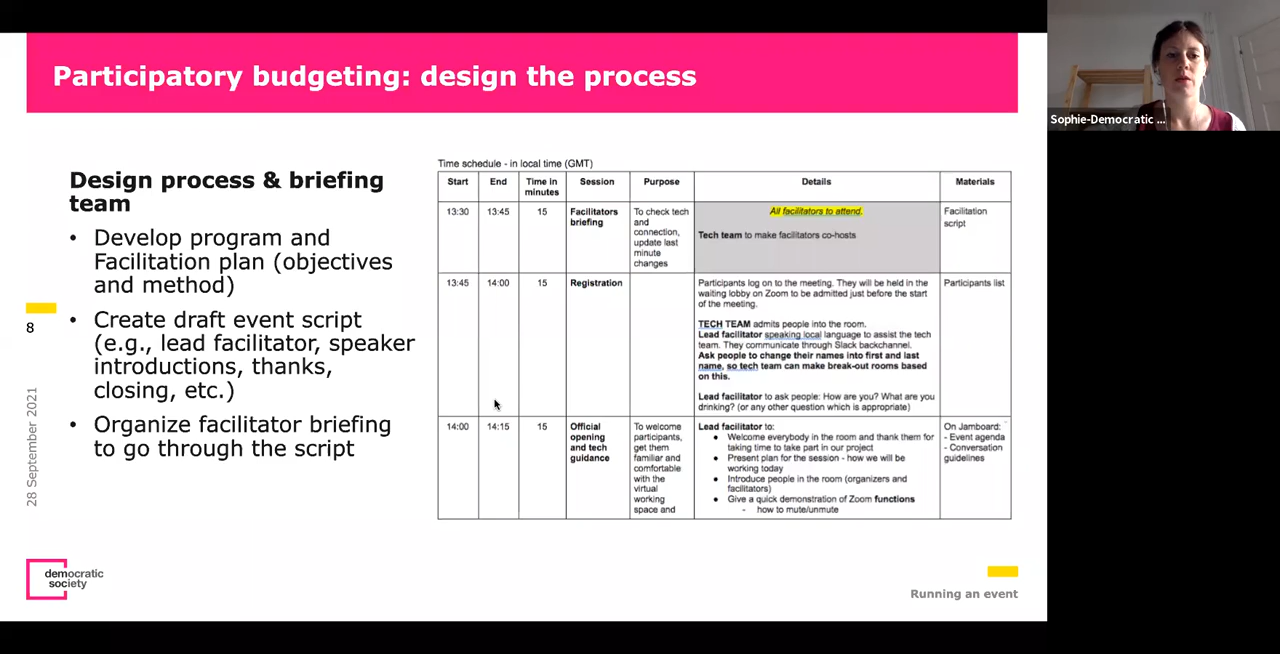 Participatory budgeting: design the process
Sophie-Democratic ...
Design process & briefing
team
• Develop program and
Facilitation plan (objectives
and method)
• Create draft event script
(e.g., lead facilitator, speaker
introductions, thanks,
closing, etc.)
• Organize facilitator briefing
to go through the script
8
28 September 2021
Time schedule - in local time (GMT)
Start
End
Time in
minutes
Session
Purpose
Details
Materials
13:30
13:45
15
Facilitators
briefing
To check tech
and
connection,
update last
minute
changes
All facilitators to attend.
Tech team to make facilitators co-hosts
Facilitation
script
13:45
14:00
15
Registration
Participants log on to the meeting. They will be held in the
waiting lobby on Zoom to be admitted just before the start
of the meeting.
TECH TEAM admits people into the room.
Lead facilitator speaking local language to assist the tech
team. They communicate through Slack backchannel.
Ask people to change their names into first and last
name, so tech team can make break-out rooms based
on this.
Lead facilitator to ask people: How are you? What are you
drinking? (or any other question which is appropriate)
Participants list
14:00
14:15
15
Official
opening
and tech
guidance
To welcome
participants,
get them
familiar and
comfortable
with the
virtual
working
space and
Lead facilitator to:
● Welcome everybody in the room and thank them for
taking time to take part in our project
● Present plan for the session - how we will be
working today
● Introduce people in the room (organizers and
facilitators)
● Give a quick demonstration of Zoom functions
- how to mute/unmute
On Jamboard:
- Event agenda
- Conversation
guidelines
democratic
society
Running an event